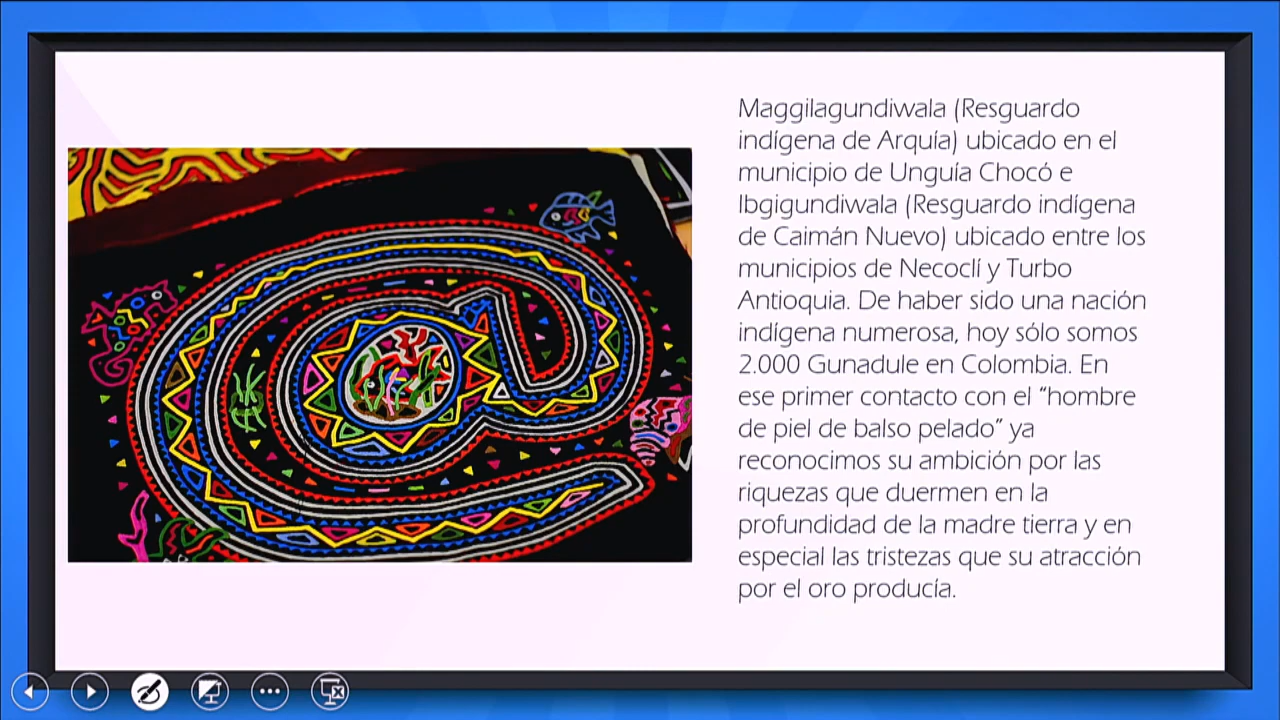 Maggilagundiwala (Resguardo
indígena de Arquía) ubicado en el
municipio de Unguía Chocó e
Ibgigundiwala (Resguardo indígena
de Caimán Nuevo) ubicado entre los
municipios de Necoclí y Turbo
Antioquia. De haber sido una nación
indígena numerosa, hoy sólo somos
2.000 Gunadule en Colombia. En
ese primer contacto con el “hombre
de piel de balso pelado” ya
reconocimos su ambición por las
riquezas que duermen en la
profundidad de la madre tierra y en
especial las tristezas que su atracción
por el oro producía.